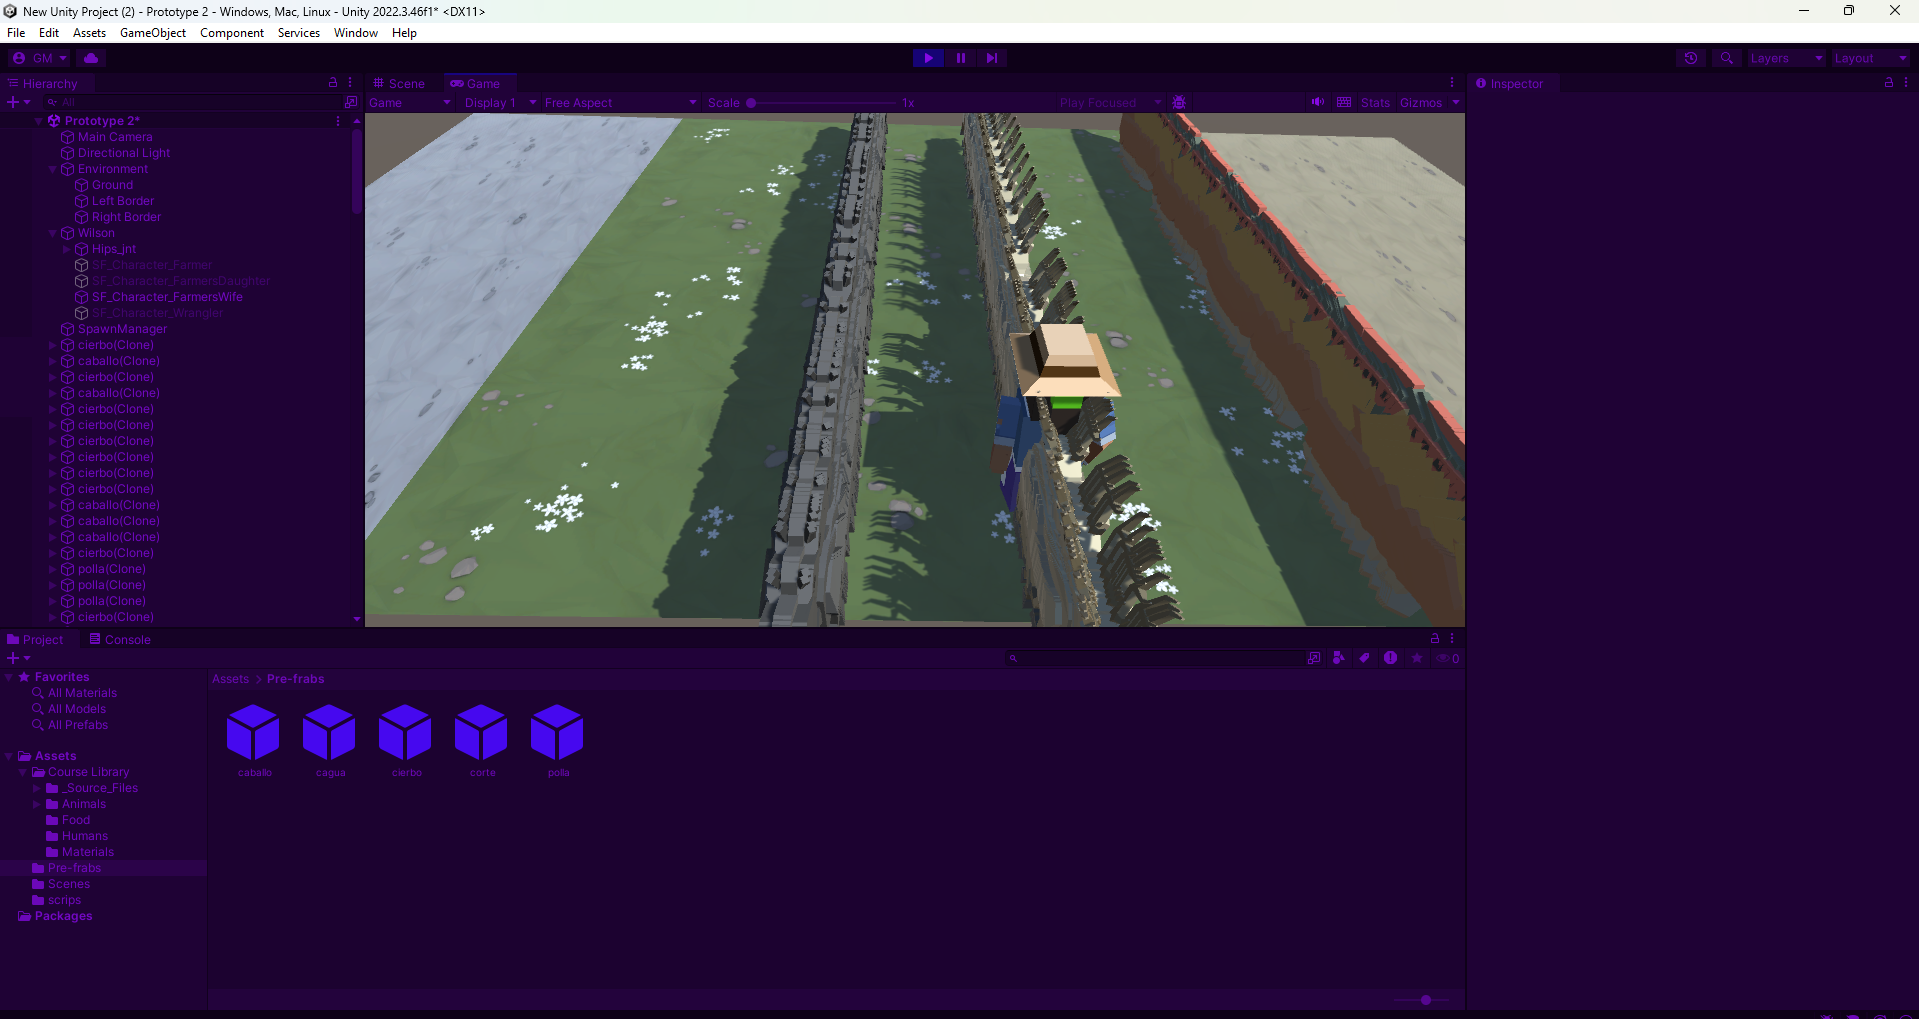 New Unity Project (2) - Prototype 2 - Windows, Mac, Linux - Unity 2022.3.46f1* <DX11>
File Edit Assets GameObject Component Services Window Help
GM Layers Layout
Hierarchy
All
Prototype 2*
Main Camera
Directional Light
Environment
Ground
Left Border
Right Border
Wilson
Hips_jnt
SF_Character_Farmer
SF_Character_FarmersDaughter
SF_Character_FarmersWife
SF_Character_Wrangler
SpawnManager
cierbo(Clone)
caballo(Clone)
cierbo(Clone)
caballo(Clone)
cierbo(Clone)
cierbo(Clone)
cierbo(Clone)
cierbo(Clone)
cierbo(Clone)
cierbo(Clone)
caballo(Clone)
caballo(Clone)
caballo(Clone)
cierbo(Clone)
polla(Clone)
polla(Clone)
polla(Clone)
cierbo(Clone)
Scene Game
Game Display 1 Free Aspect Scale 1x Play Focused Stats Gizmos
Inspector
Project Console
0
Favorites
All Materials
All Models
All Prefabs
Assets
Course Library
_Source_Files
Animals
Food
Humans
Materials
Pre-frabs
Scenes
scrips
Packages
Assets > Pre-frabs
caballo cagua cierbo corte polla